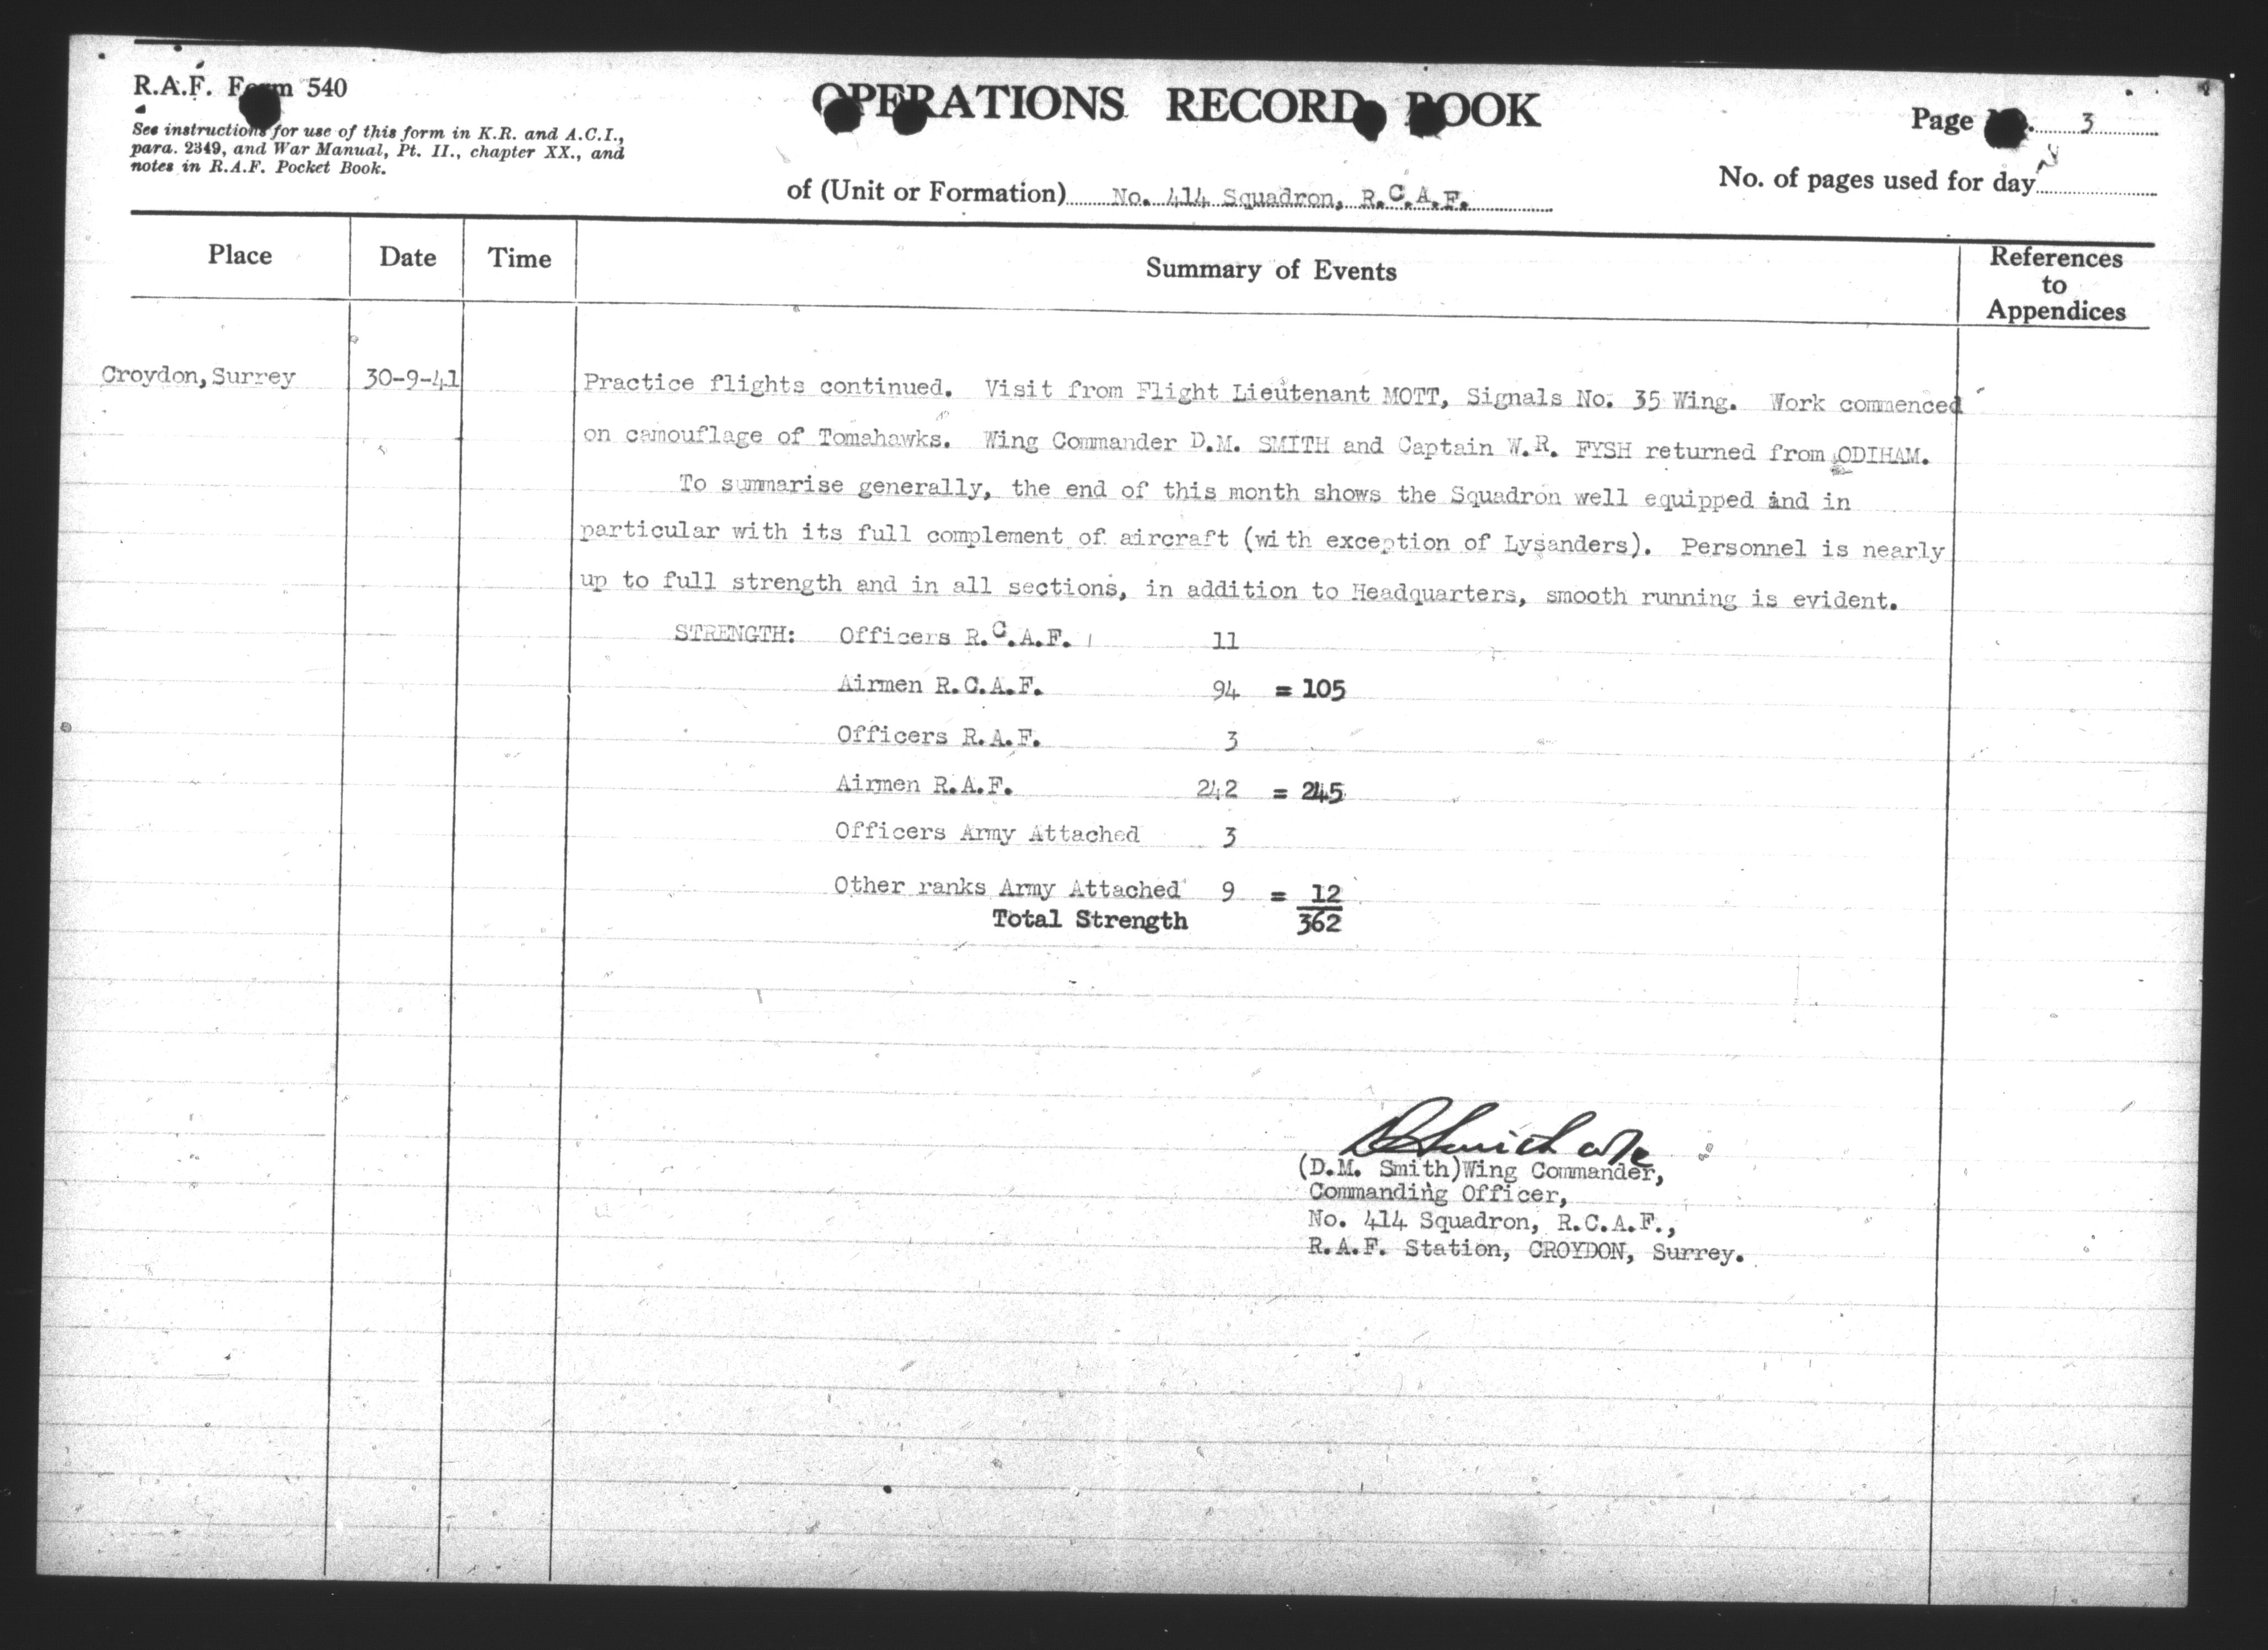 R.A.F. Form 540
See instructions for use of this form in K.R. and A.C.I.,
para. 2349, and War Manual, Pt. II., chapter XX., and
notes in R.A.F. Pocket Book.
OPERATIONS RECORD BOOK
Page No. 3
of (Unit or Formation) No. 414 Squadron, R.C.A.F.
No. of pages used for day
Place
Date
Time
Summary of Events
References
to
Appendices
Croydon, Surrey 30-9-41 Practice flights continued. Visit from Flight Lieutenant MOTT, Signals No. 35 Wing. Work commenced
on camouflage of Tomahawks. Wing Commander D.M. SMITH and Captain W.R. FYSH returned from ODIHAM.
To summarise generally, the end of this month shows the Squadron well equipped and in
particular with its full complement of aircraft (with exception of Lysanders). Personnel is nearly
up to full strength and in all sections, in addition to Headquarters, smooth running is evident.
STRENGTH: Officers R.C.A.F. 11
Airmen R.C.A.F. 94 = 105
Officers R.A.F. 3
Airmen R.A.F. 242 = 245
Officers Army Attached 3
Other ranks Army Attached 9 = 12
Total Strength 362
(D.M. Smith)Wing Commander,
Commanding Officer,
No. 414 Squadron, R.C.A.F.,
R.A.F. Station, CROYDON, Surrey.